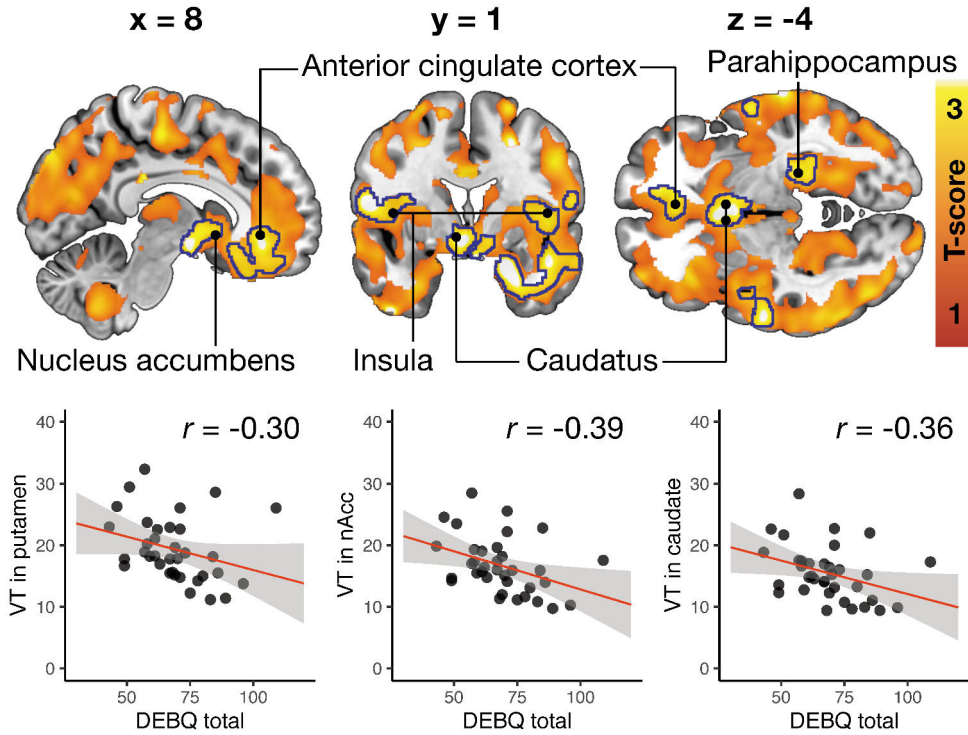 x = 8
y = 1
z = -4
Anterior cingulate cortex
Parahippocampus
3
T-score
1
Nucleus accumbens
Insula
Caudatus
r = -0.30
r = -0.39
r = -0.36
VT in putamen
40
30
20
10
0
50
75
100
DEBQ total
VT in nAcc
40
30
20
10
0
50
75
100
DEBQ total
VT in caudate
40
30
20
10
0
50
75
100
DEBQ total